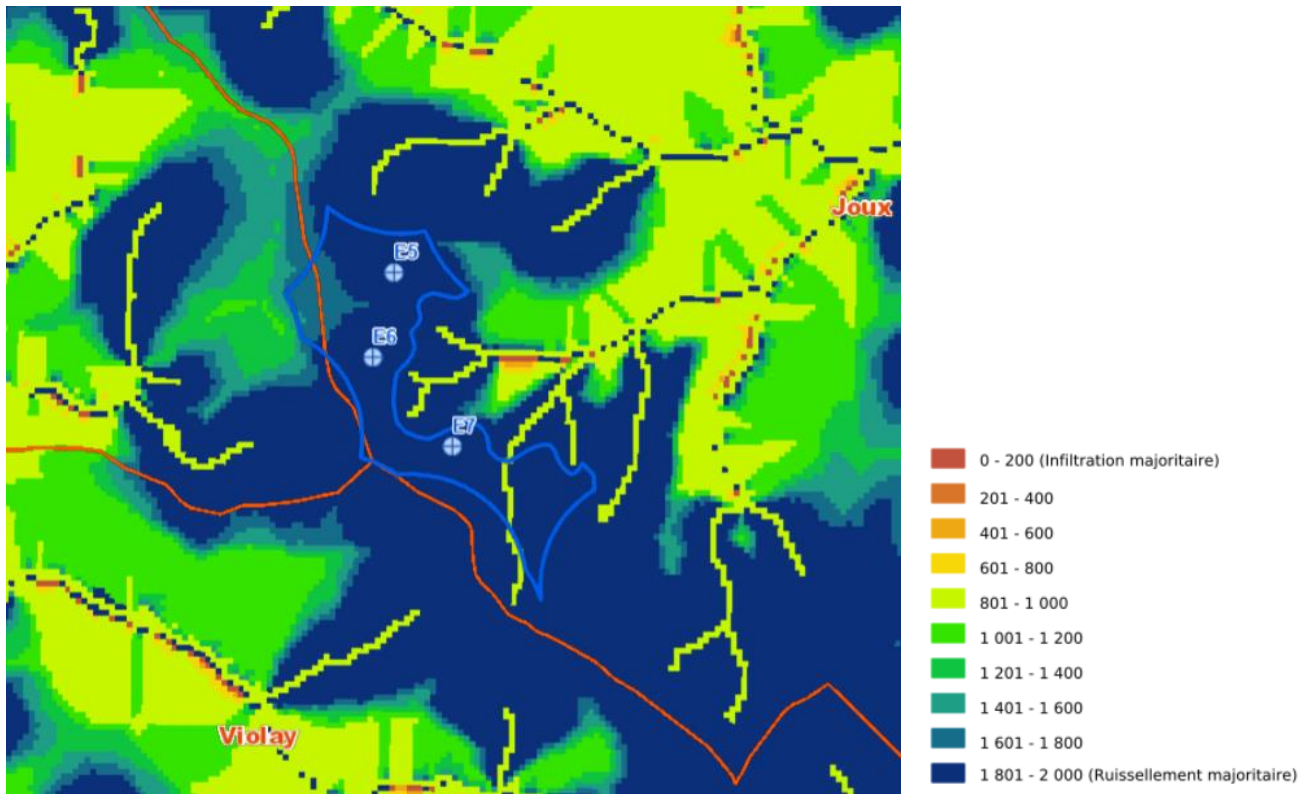 Joux
E5
E6
E7
Violay
0 - 200 (Infiltration majoritaire)
201 - 400
401 - 600
601 - 800
801 - 1 000
1 001 - 1 200
1 201 - 1 400
1 401 - 1 600
1 601 - 1 800
1 801 - 2 000 (Ruissellement majoritaire)